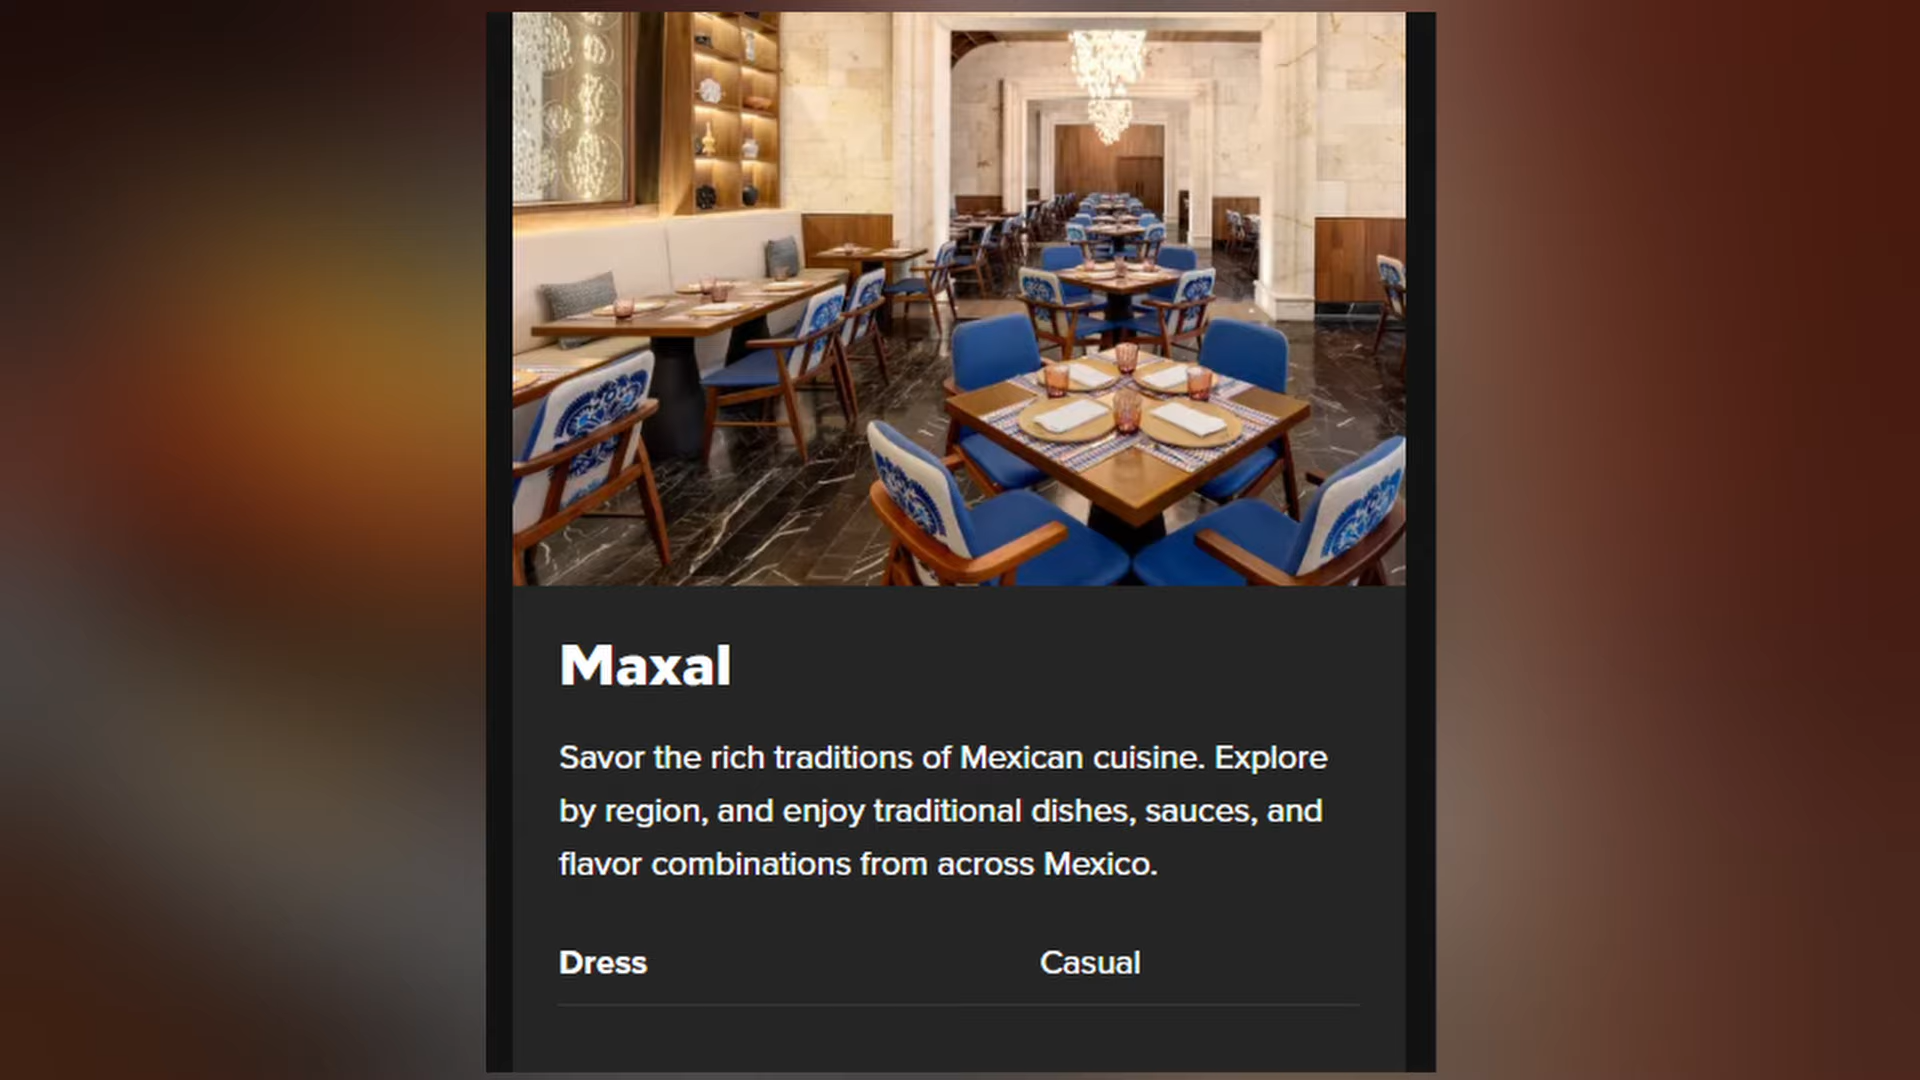 Maxal
Savor the rich traditions of Mexican cuisine. Explore
by region, and enjoy traditional dishes, sauces, and
flavor combinations from across Mexico.
Dress Casual